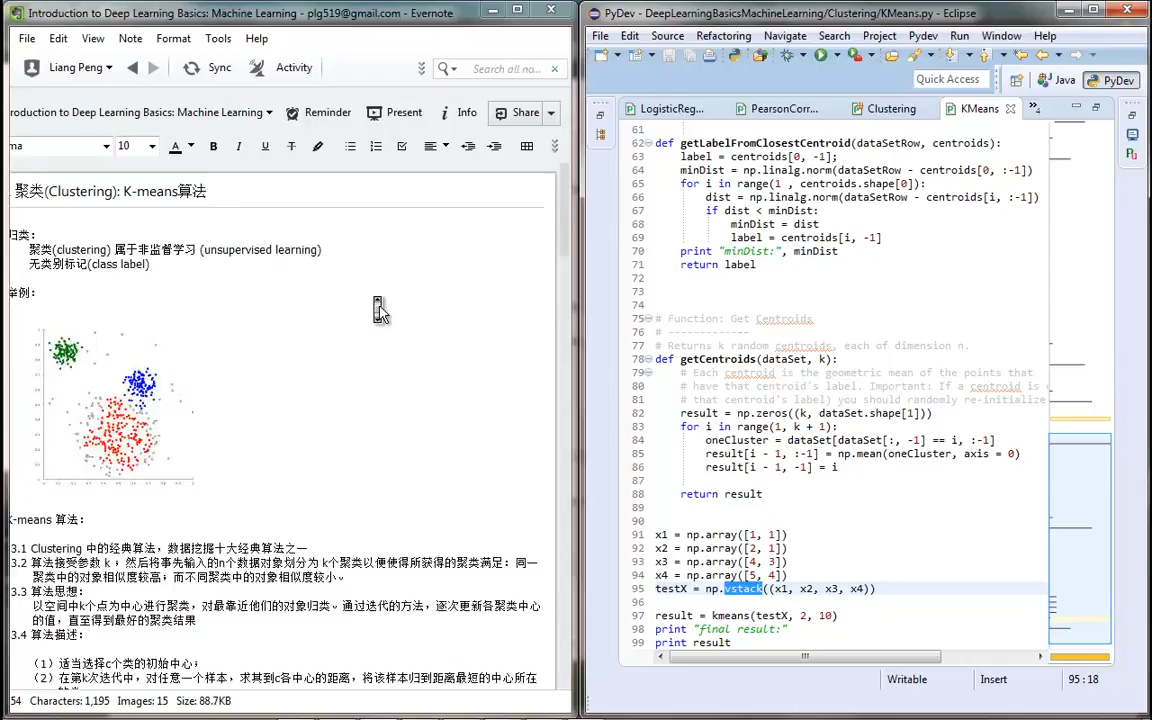 Introduction to Deep Learning Basics: Machine Learning - plg519@gmail.com - Evernote
File Edit View Note Format Tools Help
Liang Peng Sync Activity Search all no...
roduction to Deep Learning Basics: Machine Learning Reminder Present Info Share
ma 10 A B I U T
聚类(Clustering): K-means算法
归类：
聚类(clustering) 属于非监督学习 (unsupervised learning)
无类别标记(class label)
举例：
K-means 算法：
3.1 Clustering 中的经典算法，数据挖掘十大经典算法之一
3.2 算法接受参数 k ；然后将事先输入的n个数据对象划分为 k个聚类以便使得所获得的聚类满足：同一
聚类中的对象相似度较高；而不同聚类中的对象相似度较小。
3.3 算法思想：
以空间中k个点为中心进行聚类，对最靠近他们的对象归类。通过迭代的方法，逐次更新各聚类中心
的值，直至得到最好的聚类结果
3.4 算法描述：
（1）适当选择c个类的初始中心；
（2）在第k次迭代中，对任意一个样本，求其到c各中心的距离，将该样本归到距离最短的中心所在
54 Characters: 1,195 Images: 15 Size: 88.7KB
PyDev - DeepLearningBasicsMachineLearning/Clustering/KMeans.py - Eclipse
File Edit Source Refactoring Navigate Search Project Pydev Run Window Help
Quick Access Java PyDev
LogisticReg... PearsonCorr... Clustering KMeans 4
61
62 def getLabelFromClosestCentroid(dataSetRow, centroids):
63 label = centroids[0, -1];
64 minDist = np.linalg.norm(dataSetRow - centroids[0, :-1])
65 for i in range(1 , centroids.shape[0]):
66 dist = np.linalg.norm(dataSetRow - centroids[i, :-1])
67 if dist < minDist:
68 minDist = dist
69 label = centroids[i, -1]
70 print "minDist:", minDist
71 return label
72
73
74
75 # Function: Get Centroids
76 # -------------
77 # Returns k random centroids, each of dimension n.
78 def getCentroids(dataSet, k):
79 # Each centroid is the geometric mean of the points that
80 # have that centroid's label. Important: If a centroid is
81 # that centroid's label) you should randomly re-initialize
82 result = np.zeros((k, dataSet.shape[1]))
83 for i in range(1, k + 1):
84 oneCluster = dataSet[dataSet[:, -1] == i, :-1]
85 result[i - 1, :-1] = np.mean(oneCluster, axis = 0)
86 result[i - 1, -1] = i
87
88 return result
89
90
91 x1 = np.array([1, 1])
92 x2 = np.array([2, 1])
93 x3 = np.array([4, 3])
94 x4 = np.array([5, 4])
95 testX = np.vstack((x1, x2, x3, x4))
96
97 result = kmeans(testX, 2, 10)
98 print "final result:"
99 print result
Writable Insert 95 : 18